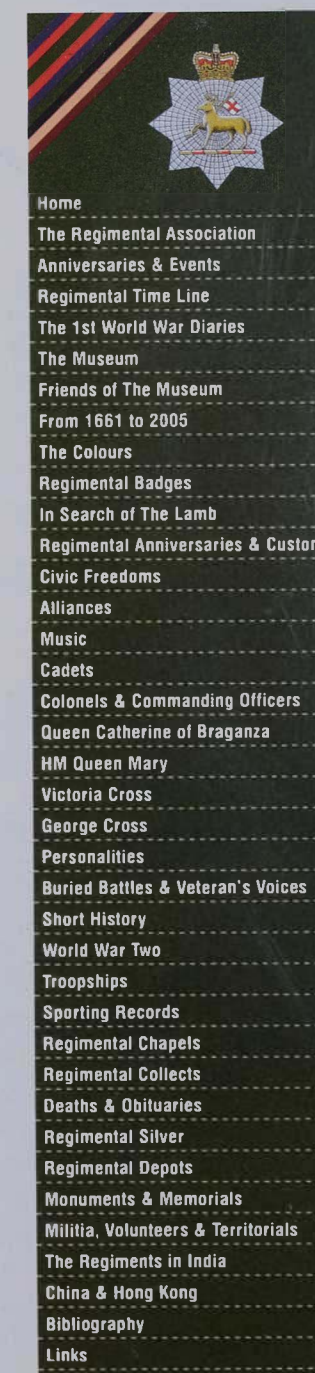 Home
The Regimental Association
Anniversaries & Events
Regimental Time Line
The 1st World War Diaries
The Museum
Friends of The Museum
From 1661 to 2005
The Colours
Regimental Badges
In Search of The Lamb
Regimental Anniversaries & Custor
Civic Freedoms
Alliances
Music
Cadets
Colonels & Commanding Officers
Queen Catherine of Braganza
HM Queen Mary
Victoria Cross
George Cross
Personalities
Buried Battles & Veteran's Voices
Short History
World War Two
Troopships
Sporting Records
Regimental Chapels
Regimental Collects
Deaths & Obituaries
Regimental Silver
Regimental Depots
Monuments & Memorials
Militia, Volunteers & Territorials
The Regiments in India
China & Hong Kong
Bibliography
Links